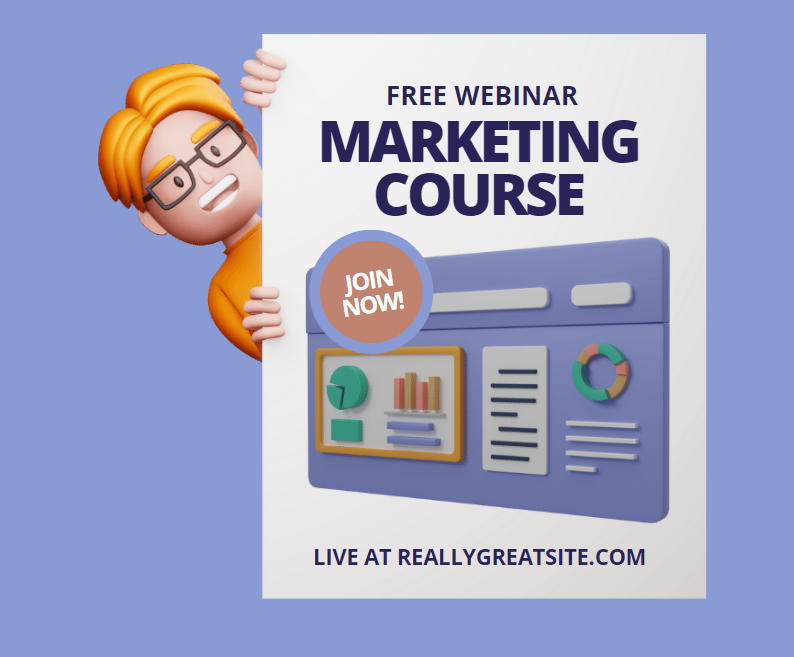 FREE WEBINAR
MARKETING
COURSE
JOIN
NOW!
LIVE AT REALLYGREATSITE.COM